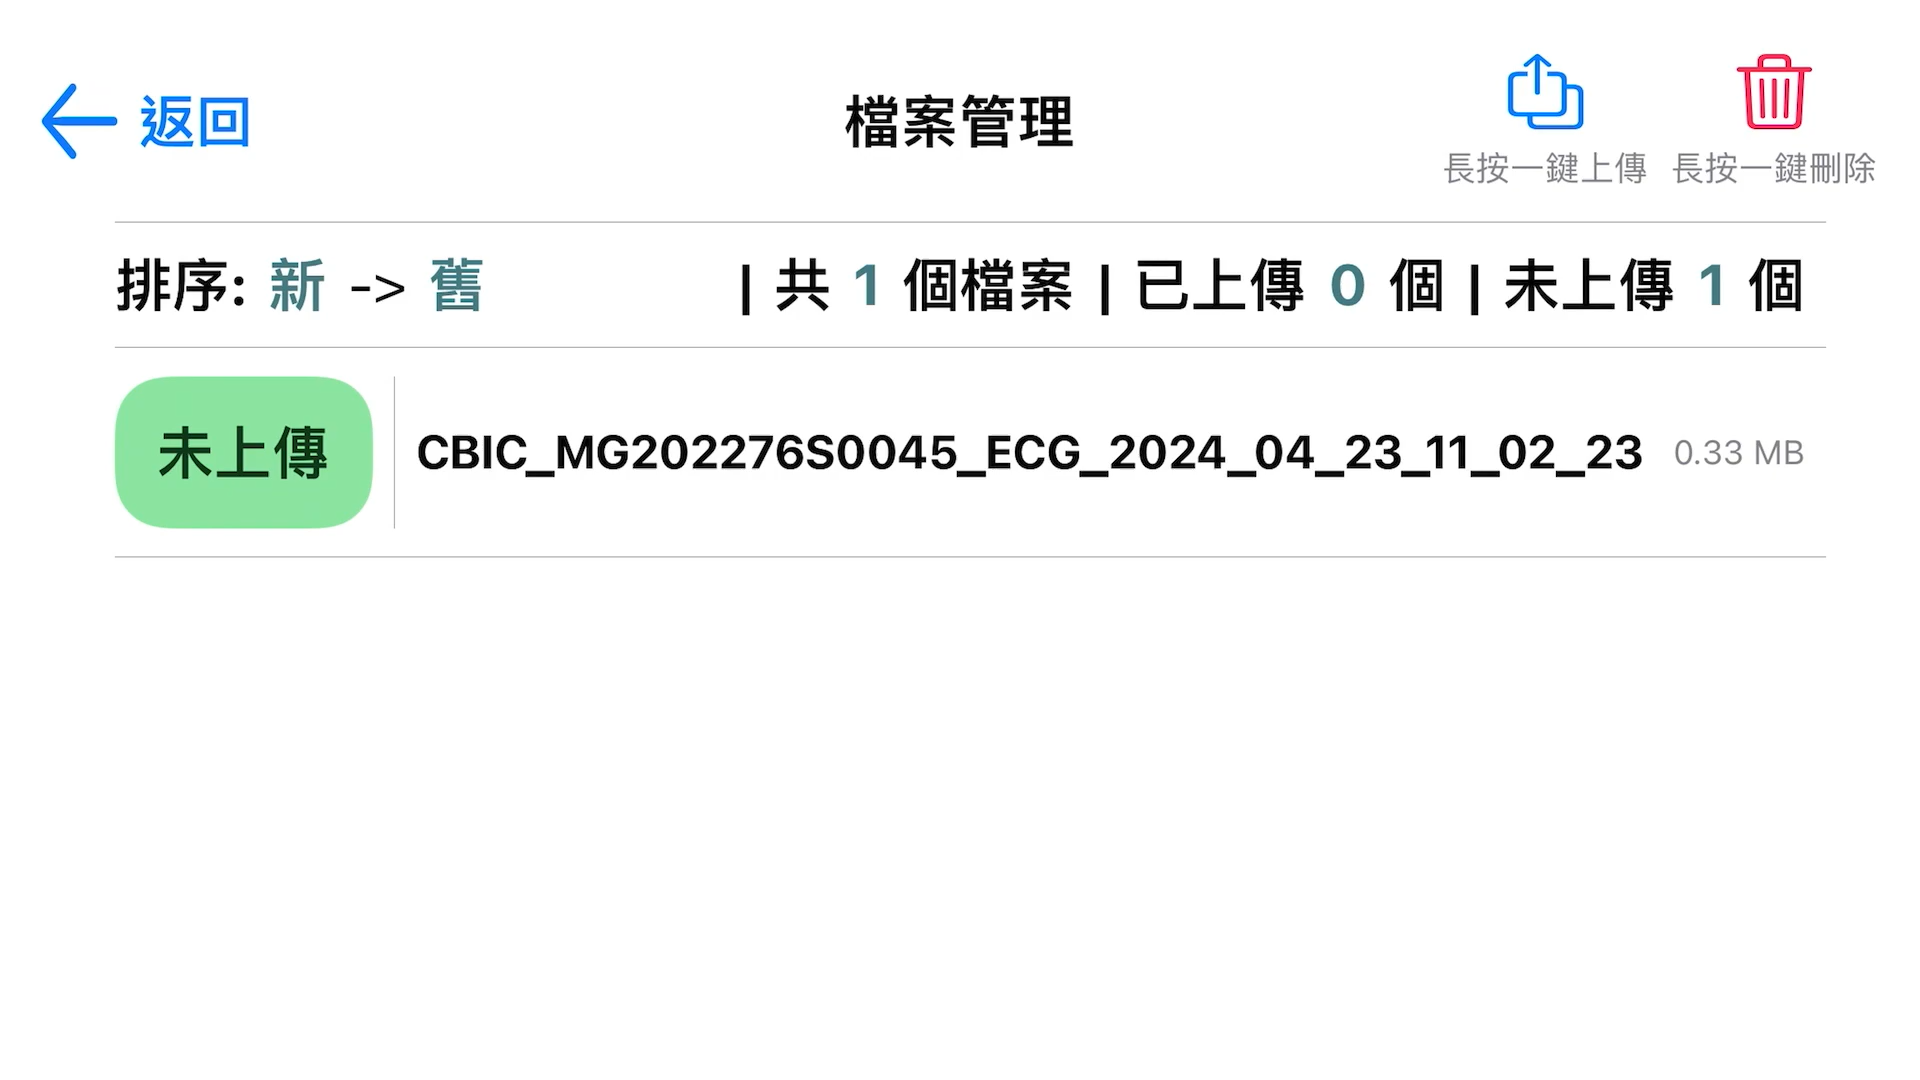 返回
檔案管理
長按一鍵上傳
長按一鍵刪除
排序: 新 -> 舊
| 共 1 個檔案 | 已上傳 0 個 | 未上傳 1 個
未上傳
CBIC_MG202276S0045_ECG_2024_04_23_11_02_23 0.33 MB